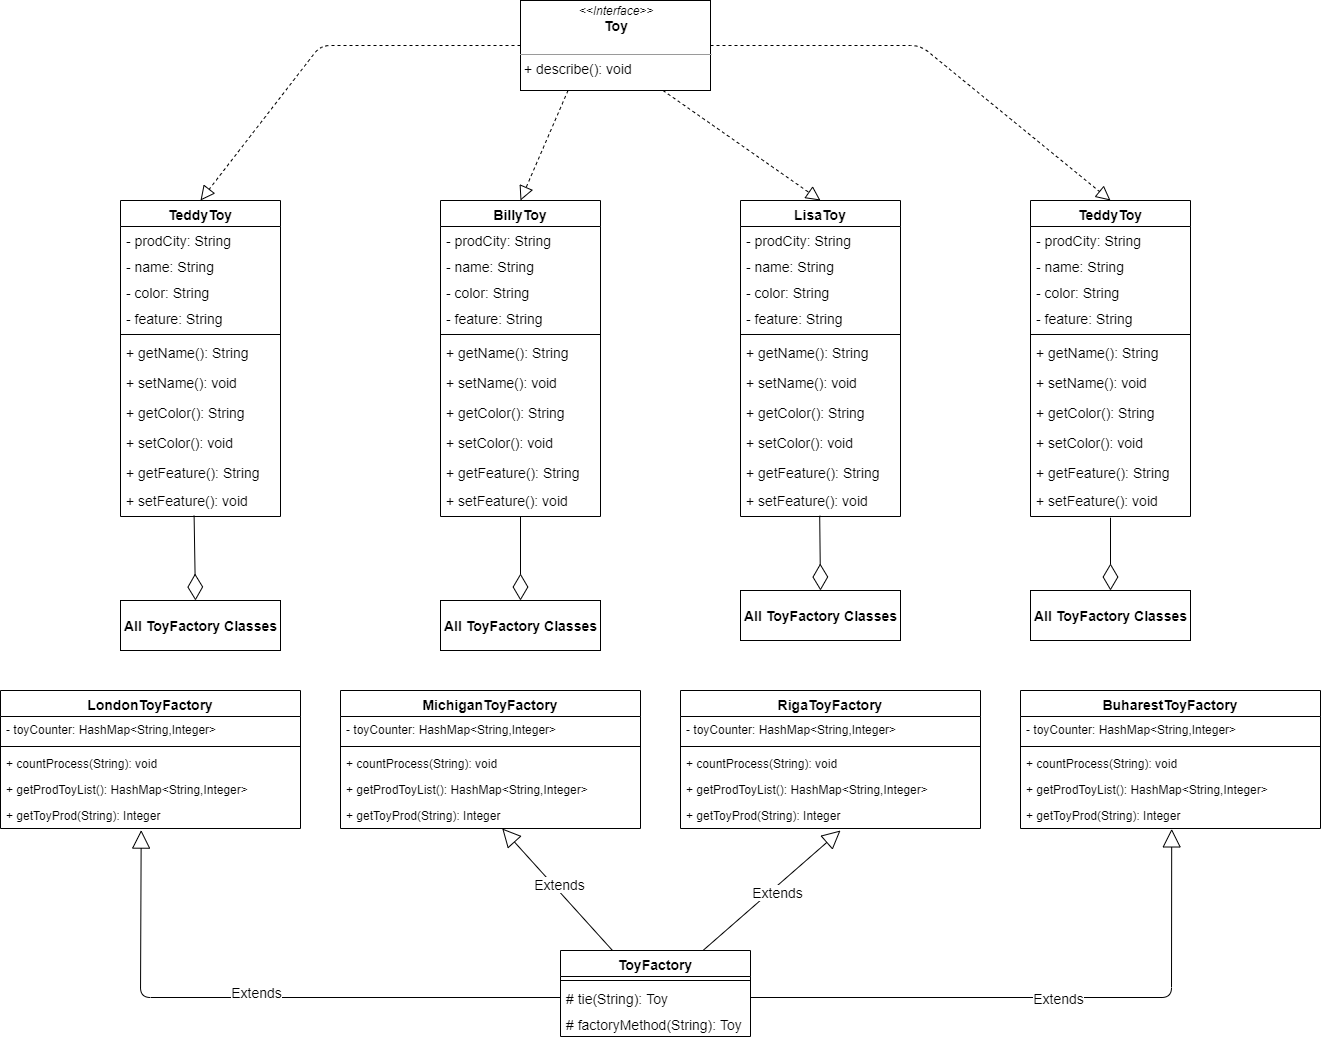 <<Interface>>
Toy
+ describe(): void
TeddyToy
- prodCity: String
- name: String
- color: String
- feature: String
+ getName(): String
+ setName(): void
+ getColor(): String
+ setColor(): void
+ getFeature(): String
+ setFeature(): void
BillyToy
- prodCity: String
- name: String
- color: String
- feature: String
+ getName(): String
+ setName(): void
+ getColor(): String
+ setColor(): void
+ getFeature(): String
+ setFeature(): void
LisaToy
- prodCity: String
- name: String
- color: String
- feature: String
+ getName(): String
+ setName(): void
+ getColor(): String
+ setColor(): void
+ getFeature(): String
+ setFeature(): void
TeddyToy
- prodCity: String
- name: String
- color: String
- feature: String
+ getName(): String
+ setName(): void
+ getColor(): String
+ setColor(): void
+ getFeature(): String
+ setFeature(): void
All ToyFactory Classes
All ToyFactory Classes
All ToyFactory Classes
All ToyFactory Classes
LondonToyFactory
- toyCounter: HashMap<String,Integer>
+ countProcess(String): void
+ getProdToyList(): HashMap<String,Integer>
+ getToyProd(String): Integer
MichiganToyFactory
- toyCounter: HashMap<String,Integer>
+ countProcess(String): void
+ getProdToyList(): HashMap<String,Integer>
+ getToyProd(String): Integer
RigaToyFactory
- toyCounter: HashMap<String,Integer>
+ countProcess(String): void
+ getProdToyList(): HashMap<String,Integer>
+ getToyProd(String): Integer
BuharestToyFactory
- toyCounter: HashMap<String,Integer>
+ countProcess(String): void
+ getProdToyList(): HashMap<String,Integer>
+ getToyProd(String): Integer
Extends
Extends
Extends
Extends
ToyFactory
# tie(String): Toy
# factoryMethod(String): Toy